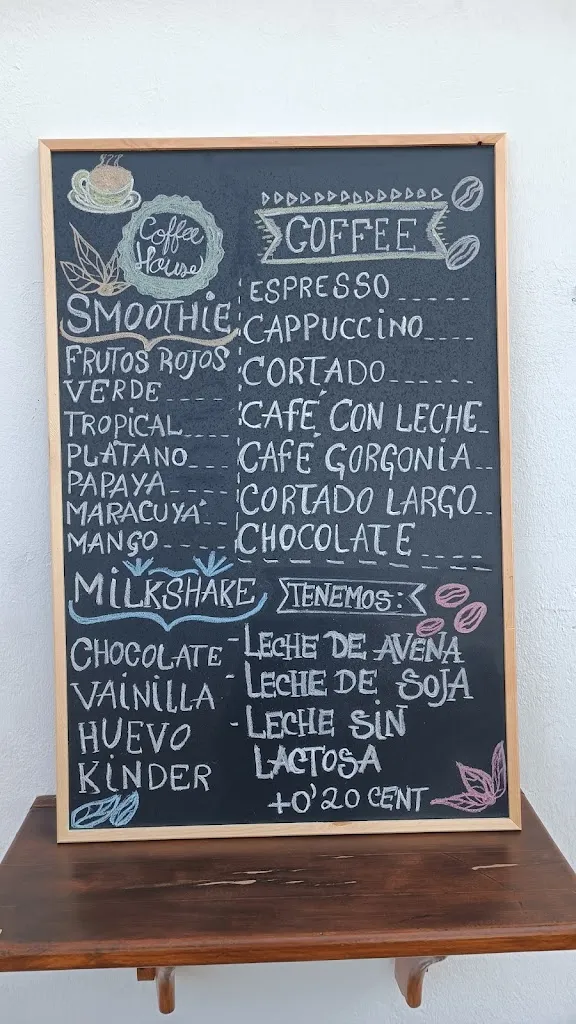 Coffee
House
SMOOTHIE
FRUTOS ROJOS
VERDE
TROPICAL
PLÁTANO
PAPAYA
MARACUYÁ
MANGO
COFFEE
ESPRESSO
CAPPUCCINO
CORTADO
CAFÉ CON LECHE
CAFÉ GORGONIA
CORTADO LARGO
CHOCOLATE
MILKSHAKE
CHOCOLATE
VAINILLA
HUEVO
KINDER
TENEMOS:
- LECHE DE AVENA
- LECHE DE SOJA
- LECHE SIN
LACTOSA
+0'20 CENT